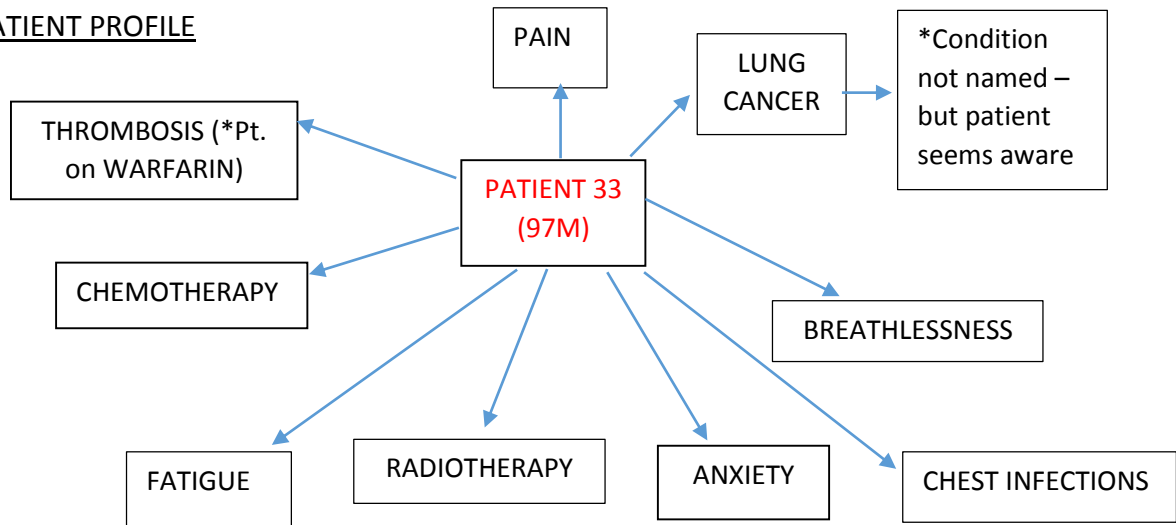 ATIENT PROFILE
PAIN
LUNG
CANCER
*Condition
not named –
but patient
seems aware
THROMBOSIS (*Pt.
on WARFARIN)
PATIENT 33
(97M)
CHEMOTHERAPY
BREATHLESSNESS
FATIGUE
RADIOTHERAPY
ANXIETY
CHEST INFECTIONS